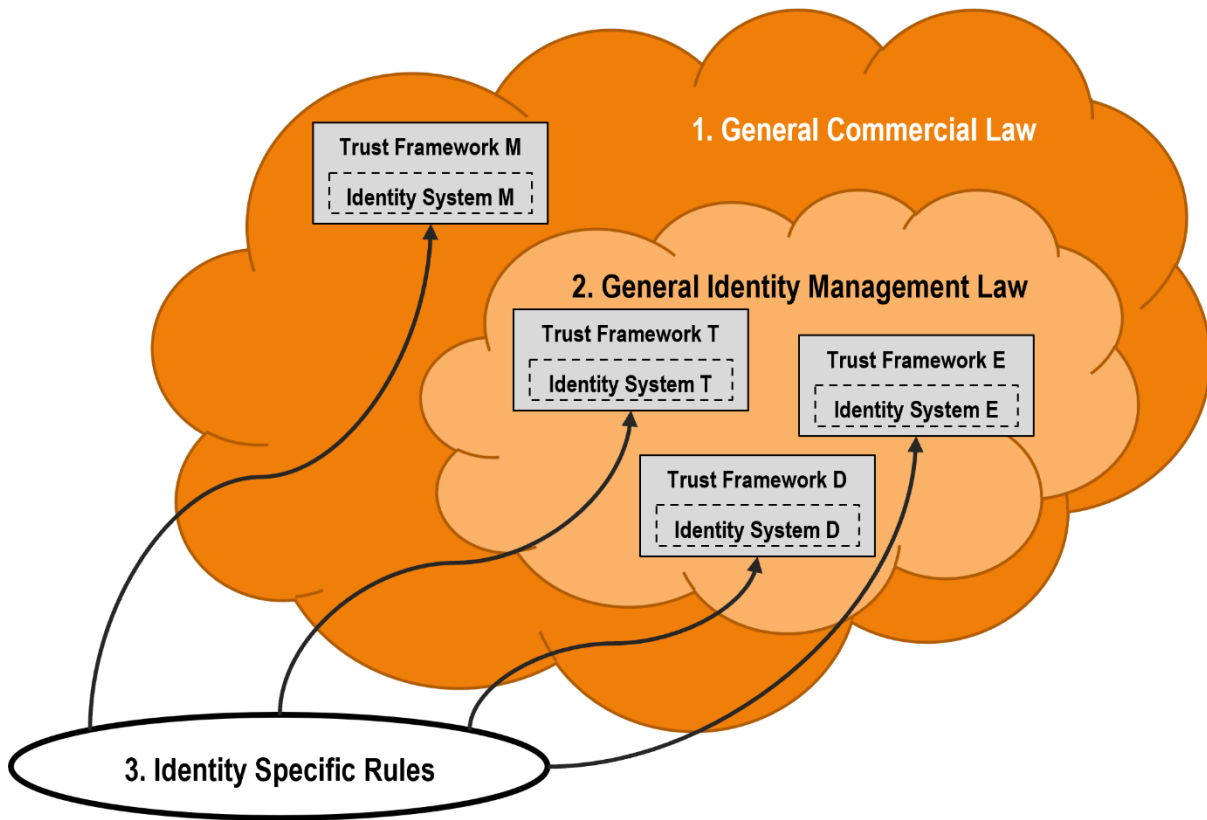 1. General Commercial Law
Trust Framework M
Identity System M
2. General Identity Management Law
Trust Framework T
Identity System T
Trust Framework E
Identity System E
Trust Framework D
Identity System D
3. Identity Specific Rules